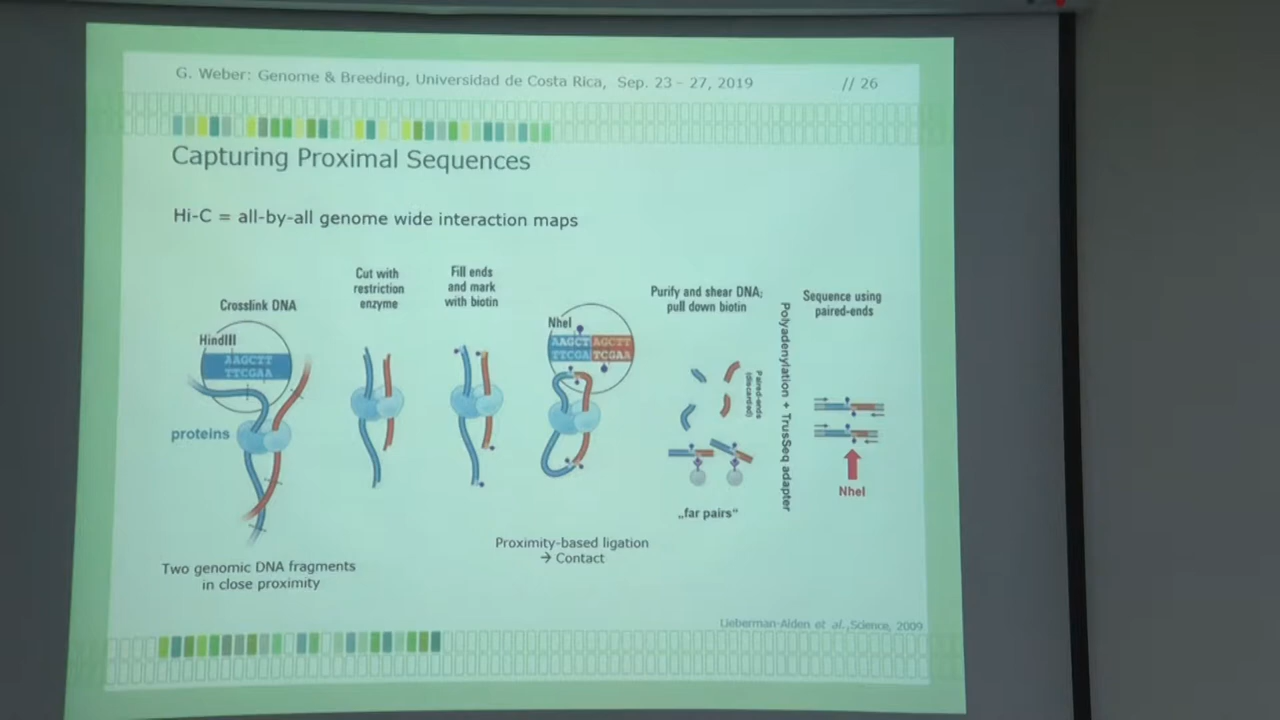 G. Weber: Genome & Breeding, Universidad de Costa Rica, Sep. 23 - 27, 2019 // 26
Capturing Proximal Sequences
Hi-C = all-by-all genome wide interaction maps
Crosslink DNA
HindIII
AAGCTT
TTCGAA
proteins
Two genomic DNA fragments
in close proximity
Cut with
restriction
enzyme
Fill ends
and mark
with biotin
NheI
AAGCT AGCTT
TTCGA TCGAA
Proximity-based ligation
→ Contact
Purify and shear DNA;
pull down biotin
Paired-ends
(discarded)
„far pairs“
Polyadenylation + TrusSeq adapter
Sequence using
paired-ends
NheI
Lieberman-Aiden et al.,Science, 2009